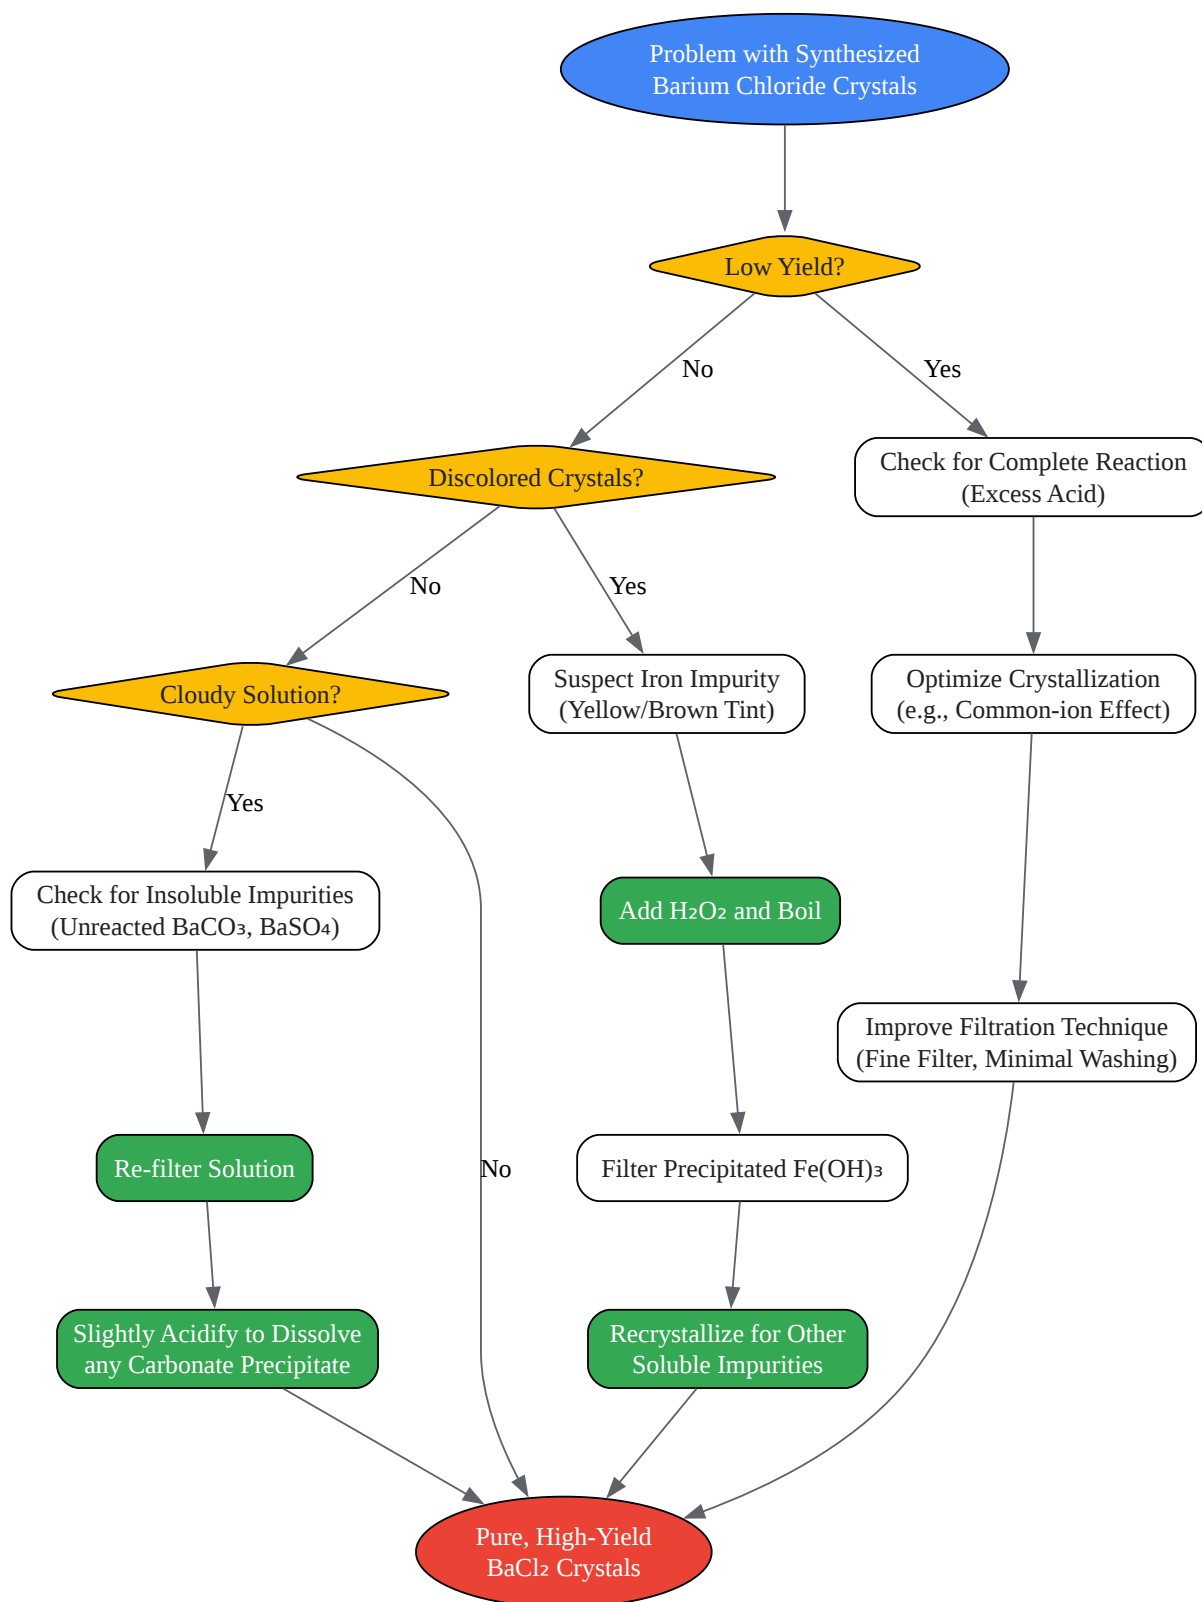 Problem with Synthesized
Barium Chloride Crystals
Low Yield?
No
Yes
Discolored Crystals?
Check for Complete Reaction
(Excess Acid)
No
Yes
Cloudy Solution?
Suspect Iron Impurity
(Yellow/Brown Tint)
Optimize Crystallization
(e.g., Common-ion Effect)
Yes
Check for Insoluble Impurities
(Unreacted BaCO₃, BaSO₄)
Add H₂O₂ and Boil
Improve Filtration Technique
(Fine Filter, Minimal Washing)
Re-filter Solution
No
Filter Precipitated Fe(OH)₃
Slightly Acidify to Dissolve
any Carbonate Precipitate
Recrystallize for Other
Soluble Impurities
Pure, High-Yield
BaCl₂ Crystals